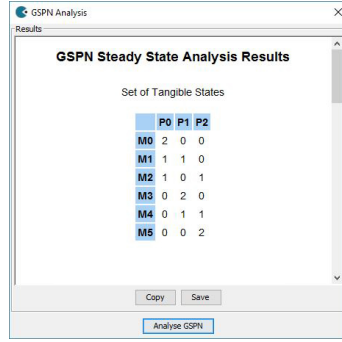 GSPN Analysis
Results
GSPN Steady State Analysis Results
Set of Tangible States
P0 P1 P2
M0 2 0 0
M1 1 1 0
M2 1 0 1
M3 0 2 0
M4 0 1 1
M5 0 0 2
Copy Save
Analyse GSPN